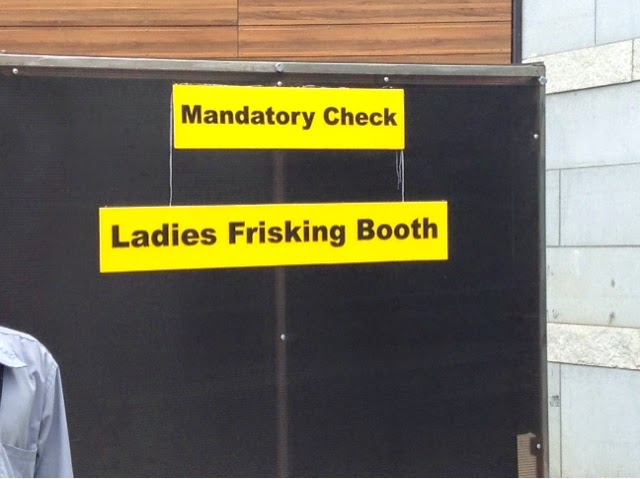 Mandatory Check
Ladies Frisking Booth